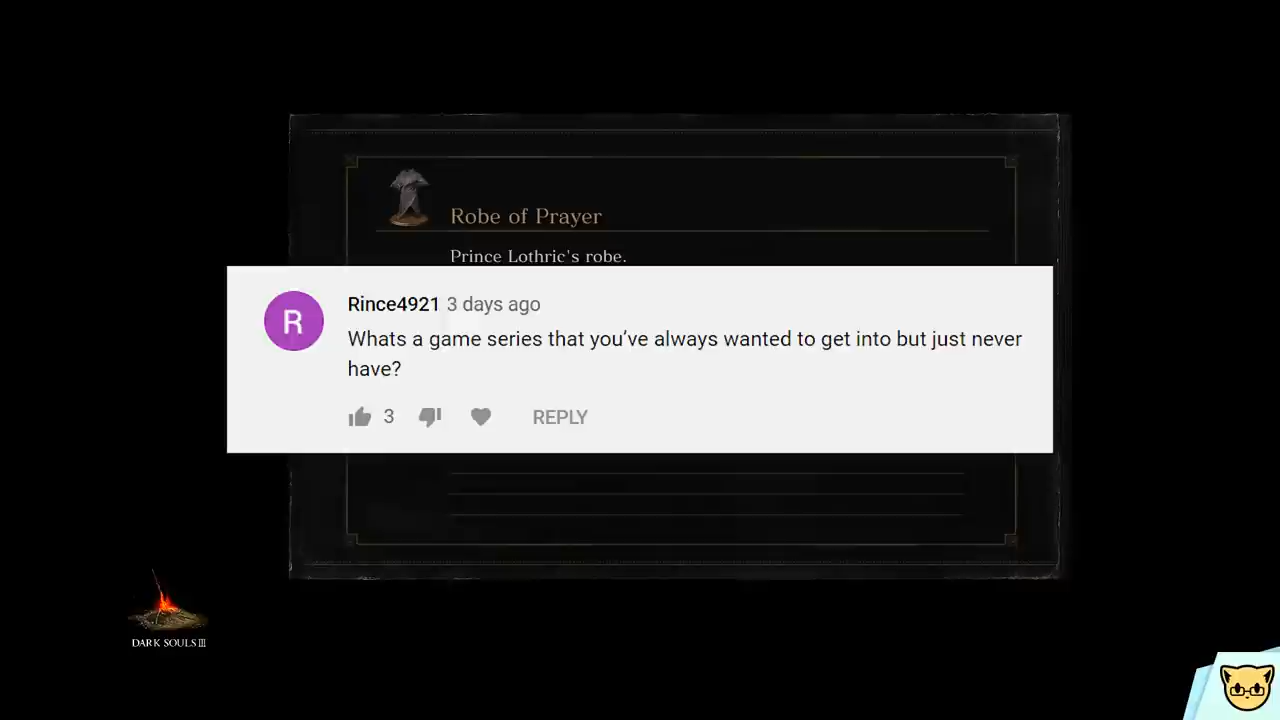 Robe of Prayer
Prince Lothric's robe.
R
Rince4921 3 days ago
Whats a game series that you've always wanted to get into but just never
have?
3 REPLY
DARK SOULS III